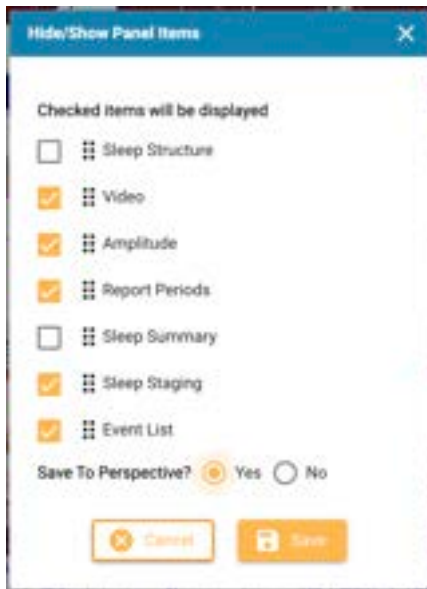 Hide/Show Panel Items
Checked items will be displayed
Sleep Structure
Video
Amplitude
Report Periods
Sleep Summary
Sleep Staging
Event List
Save To Perspective? Yes No
Cancel Save